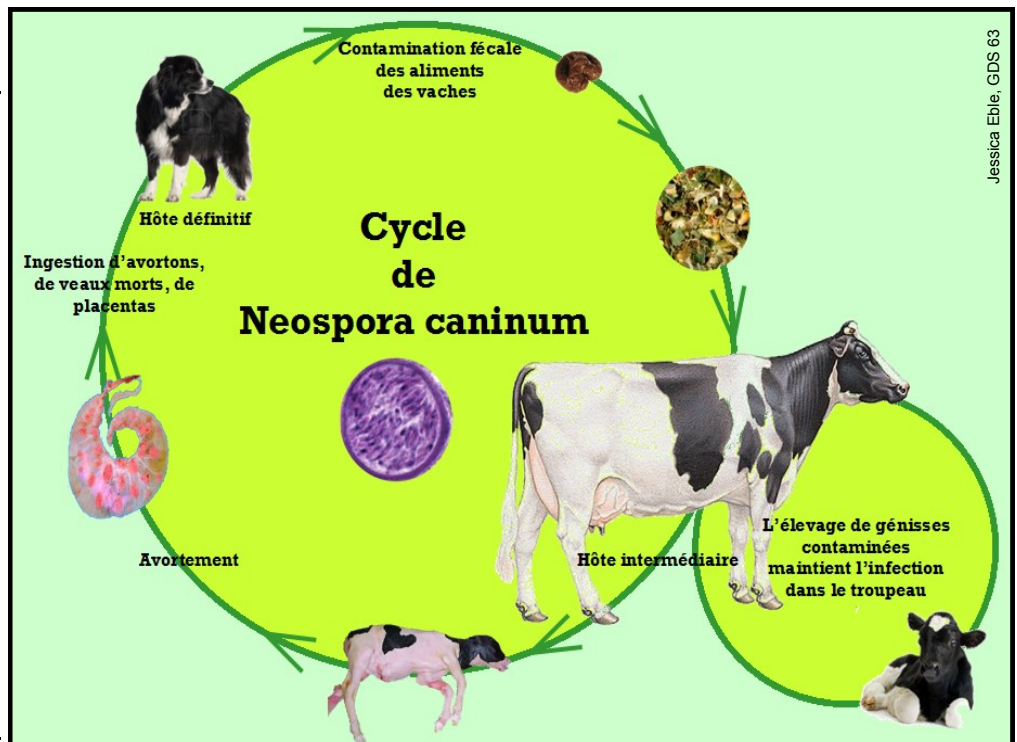 Jessica Eble, GDS 63
Contamination fécale
des aliments
des vaches
Hôte définitif
Cycle
de
Neospora caninum
Ingestion d'avortons,
de veaux morts, de
placentas
Avortement
Hôte intermédiaire
L'élevage de génisses
contaminées
maintient l'infection
dans le troupeau